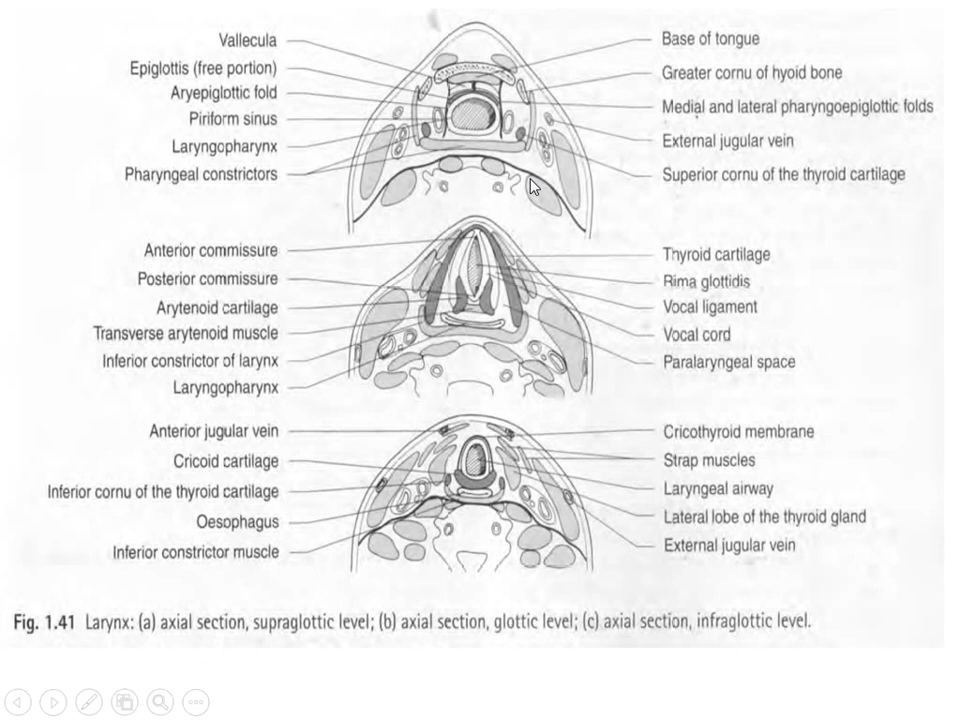 Vallecula
Epiglottis (free portion)
Aryepiglottic fold
Piriform sinus
Laryngopharynx
Pharyngeal constrictors
Base of tongue
Greater cornu of hyoid bone
Medial and lateral pharyngoepiglottic folds
External jugular vein
Superior cornu of the thyroid cartilage
Anterior commissure
Posterior commissure
Arytenoid cartilage
Transverse arytenoid muscle
Inferior constrictor of larynx
Laryngopharynx
Thyroid cartilage
Rima glottidis
Vocal ligament
Vocal cord
Paralaryngeal space
Anterior jugular vein
Cricoid cartilage
Inferior cornu of the thyroid cartilage
Oesophagus
Inferior constrictor muscle
Cricothyroid membrane
Strap muscles
Laryngeal airway
Lateral lobe of the thyroid gland
External jugular vein
Fig. 1.41 Larynx: (a) axial section, supraglottic level; (b) axial section, glottic level; (c) axial section, infraglottic level.